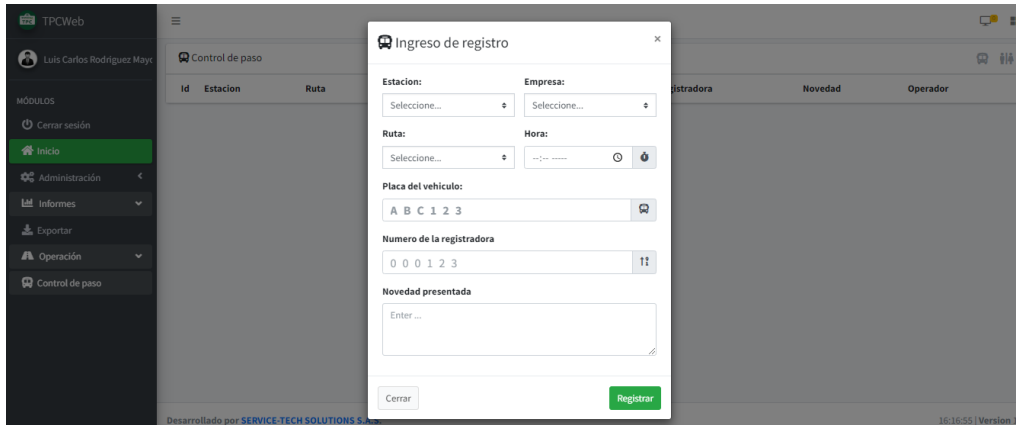 TPCWeb
Luis Carlos Rodriguez Mayo
MÓDULOS
Cerrar sesión
Inicio
Administración
Informes
Exportar
Operación
Control de paso
Control de paso
Id Estacion Ruta gistradora Novedad Operador
Ingreso de registro ×
Estacion: Empresa:
Seleccione... Seleccione...
Ruta: Hora:
Seleccione... --:-- -----
Placa del vehiculo:
A B C 1 2 3
Numero de la registradora
0 0 0 1 2 3
Novedad presentada
Enter ...
Cerrar Registrar
Desarrollado por SERVICE-TECH SOLUTIONS S.A.S.
16:16:55 | Version 1